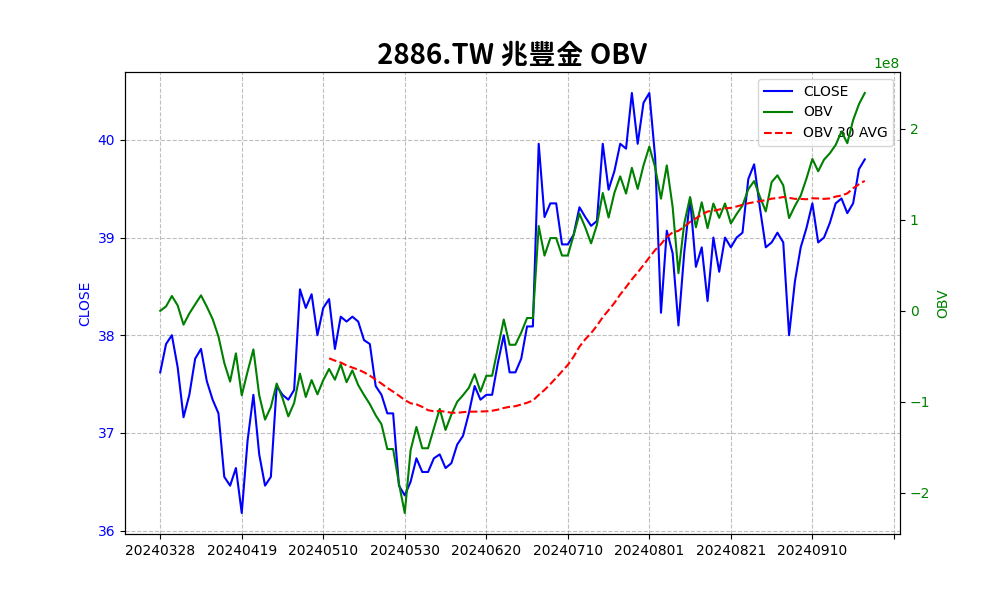 2886.TW 兆豐金 OBV
1e8
CLOSE
OBV
OBV 30 AVG
40
39
38
37
36
CLOSE
2
1
0
−1
−2
OBV
20240328 20240419 20240510 20240530 20240620 20240710 20240801 20240821 20240910